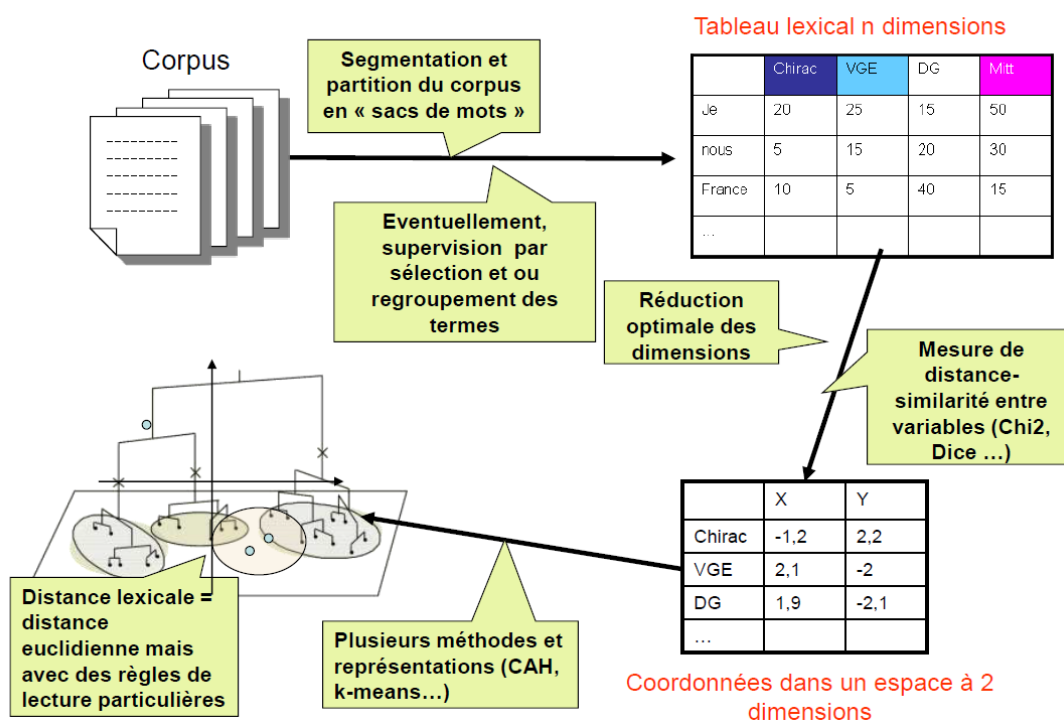 Corpus
Segmentation et
partition du corpus
en « sacs de mots »
Eventuellement,
supervision par
sélection et ou
regroupement des
termes
Tableau lexical n dimensions
Chirac VGE DG Mitt
Je 20 25 15 50
nous 5 15 20 30
France 10 5 40 15
...
Réduction
optimale des
dimensions
Mesure de
distance-
similarité entre
variables (Chi2,
Dice ...)
X Y
Chirac -1,2 2,2
VGE 2,1 -2
DG 1,9 -2,1
...
Coordonnées dans un espace à 2
dimensions
Plusieurs méthodes et
représentations (CAH,
k-means...)
Distance lexicale =
distance
euclidienne mais
avec des règles de
lecture particulières